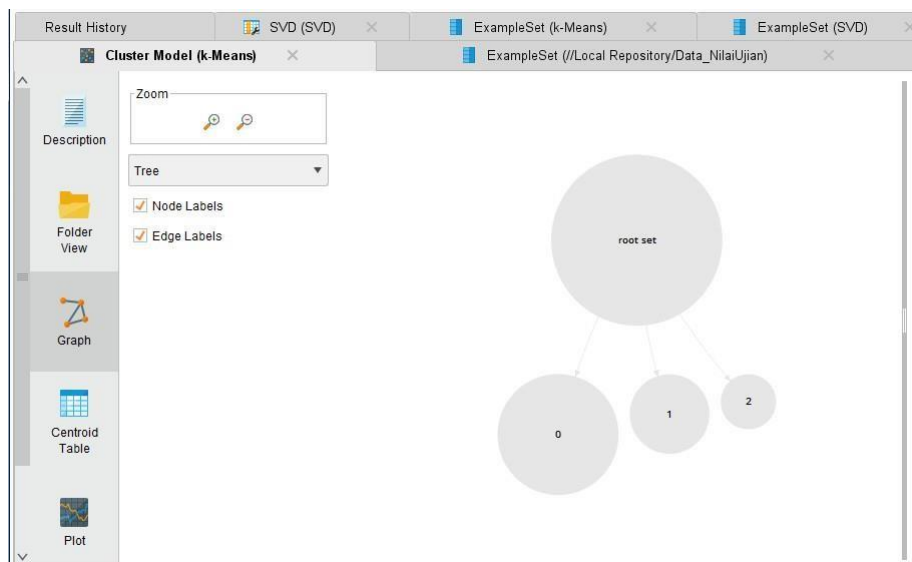 Result History
SVD (SVD)
ExampleSet (k-Means)
ExampleSet (SVD)
Cluster Model (k-Means)
ExampleSet (//Local Repository/Data_NilaiUjian)
Description
Folder
View
Graph
Centroid
Table
Plot
Zoom
Tree
Node Labels
Edge Labels
root set
0
1
2